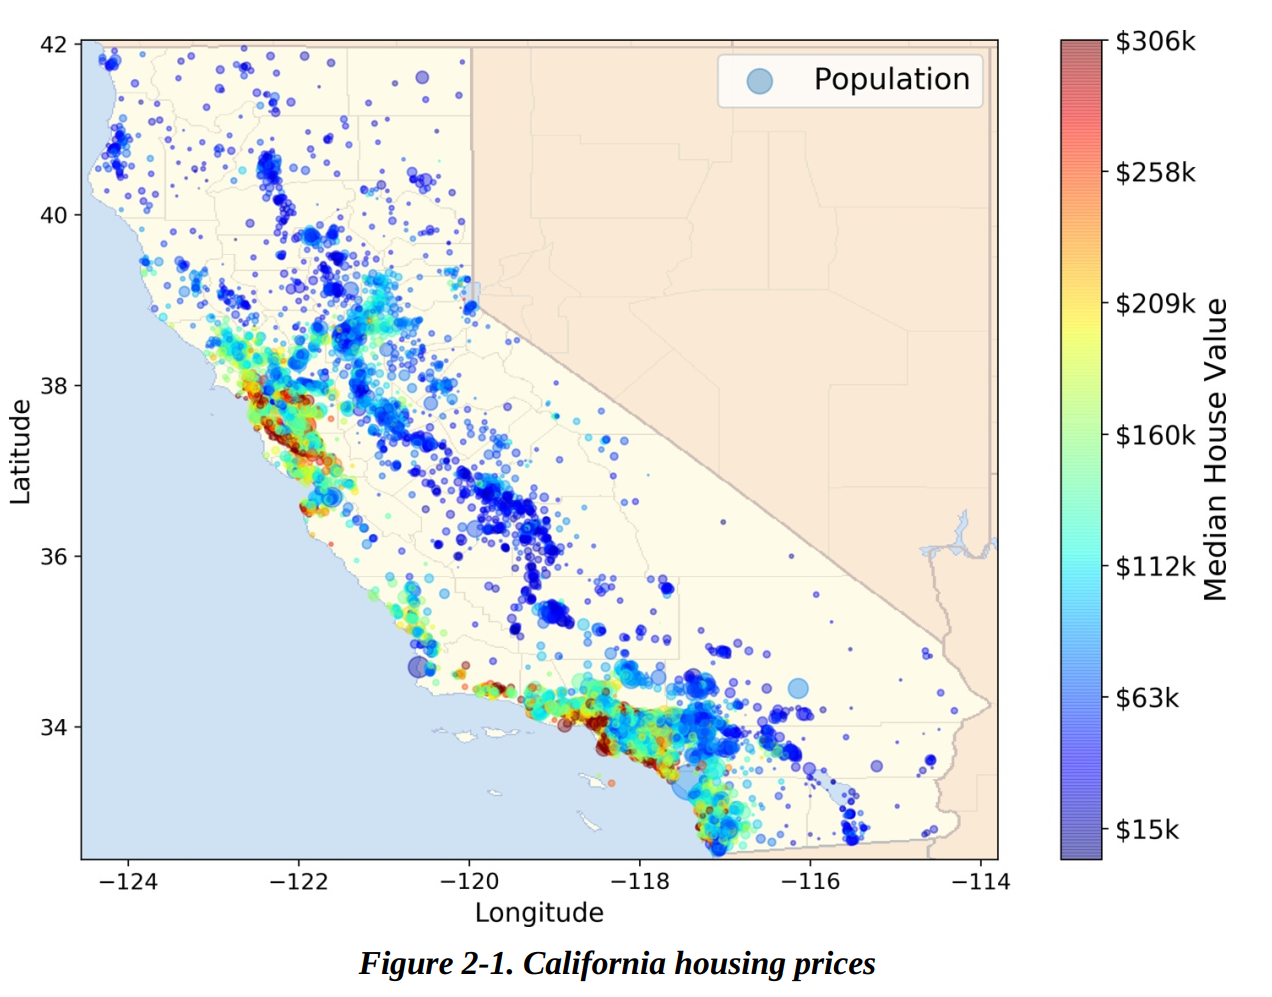 42
40
38
36
34
Latitude
−124
−122
−120
−118
−116
−114
Longitude
Population
$306k
$258k
$209k
$160k
$112k
$63k
$15k
Median House Value
Figure 2-1. California housing prices